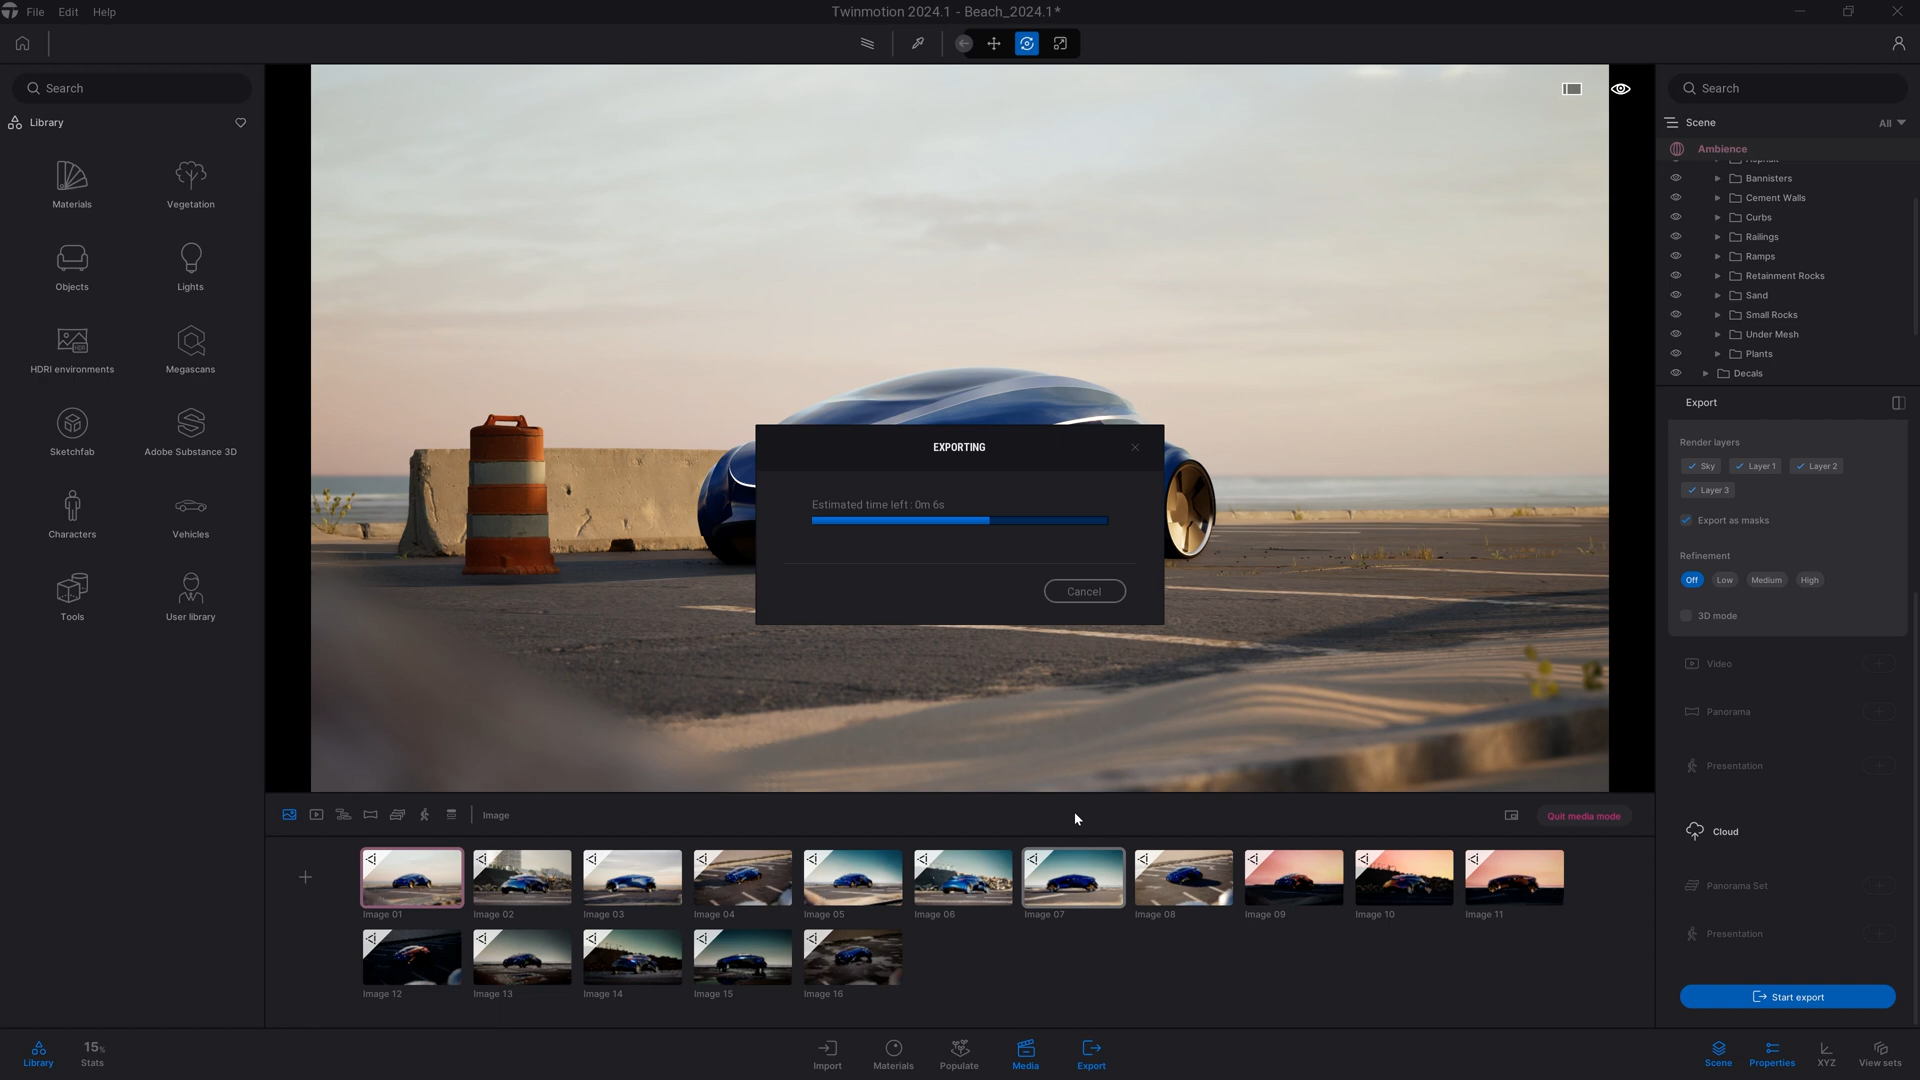 File Edit Help
Twinmotion 2024.1 - Beach_2024.1*
Search
Library
Materials
Vegetation
Objects
Lights
HDRI environments
Megascans
Sketchfab
Adobe Substance 3D
Characters
Vehicles
Tools
User library
EXPORTING
Estimated time left : 0m 6s
Cancel
Search
Scene
All
Ambience
Asphalt
Bannisters
Cement Walls
Curbs
Railings
Ramps
Retainment Rocks
Sand
Small Rocks
Under Mesh
Plants
Decals
Export
Render layers
Sky Layer 1 Layer 2
Layer 3
Export as masks
Refinement
Off Low Medium High
3D mode
Video
Panorama
Presentation
Cloud
Panorama Set
Presentation
Start export
Image
Quit media mode
Image 01 Image 02 Image 03 Image 04 Image 05 Image 06 Image 07 Image 08 Image 09 Image 10 Image 11
Image 12 Image 13 Image 14 Image 15 Image 16
Library
15%
Stats
Import Materials Populate Media Export
Scene Properties XYZ View sets